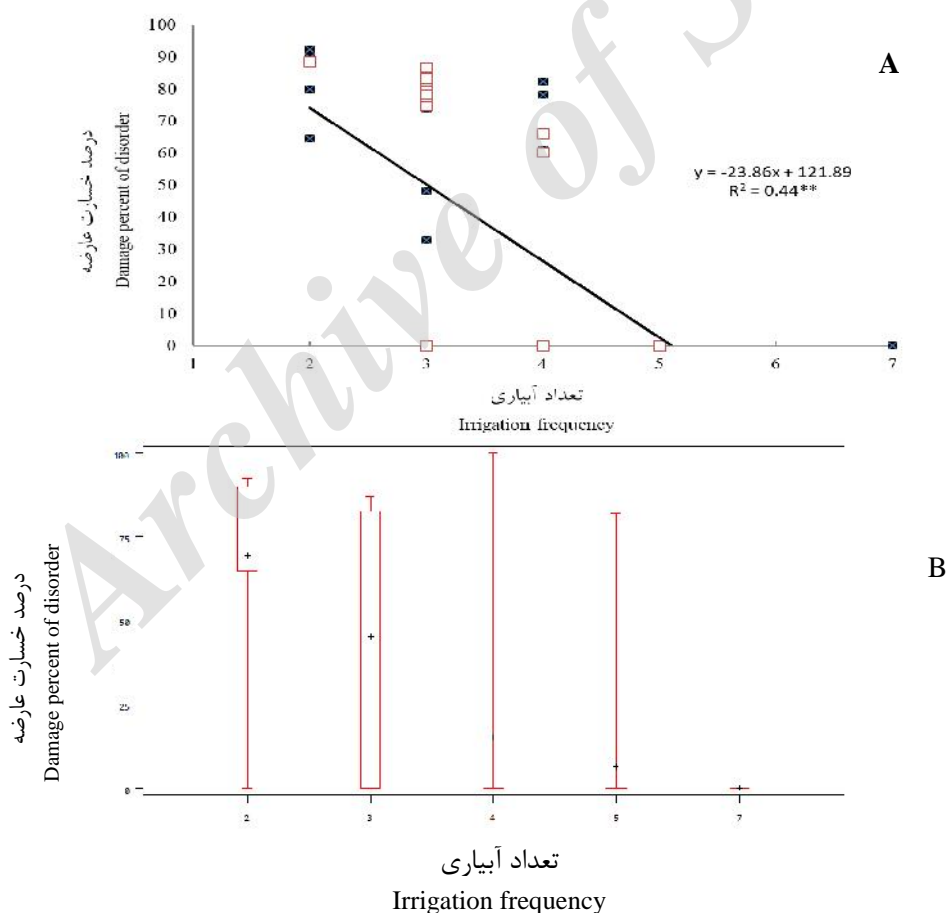 A
100
90
80
70
60
50
40
30
20
10
0
درصد خسارت عارضه
Damage percent of disorder
y = -23.86x + 121.89
R² = 0.44**
1 2 3 4 5 6 7
تعداد آبیاری
Irrigation frequency
B
100
75
50
25
0
درصد خسارت عارضه
Damage percent of disorder
2 3 4 5 7
تعداد آبیاری
Irrigation frequency
Archive of S